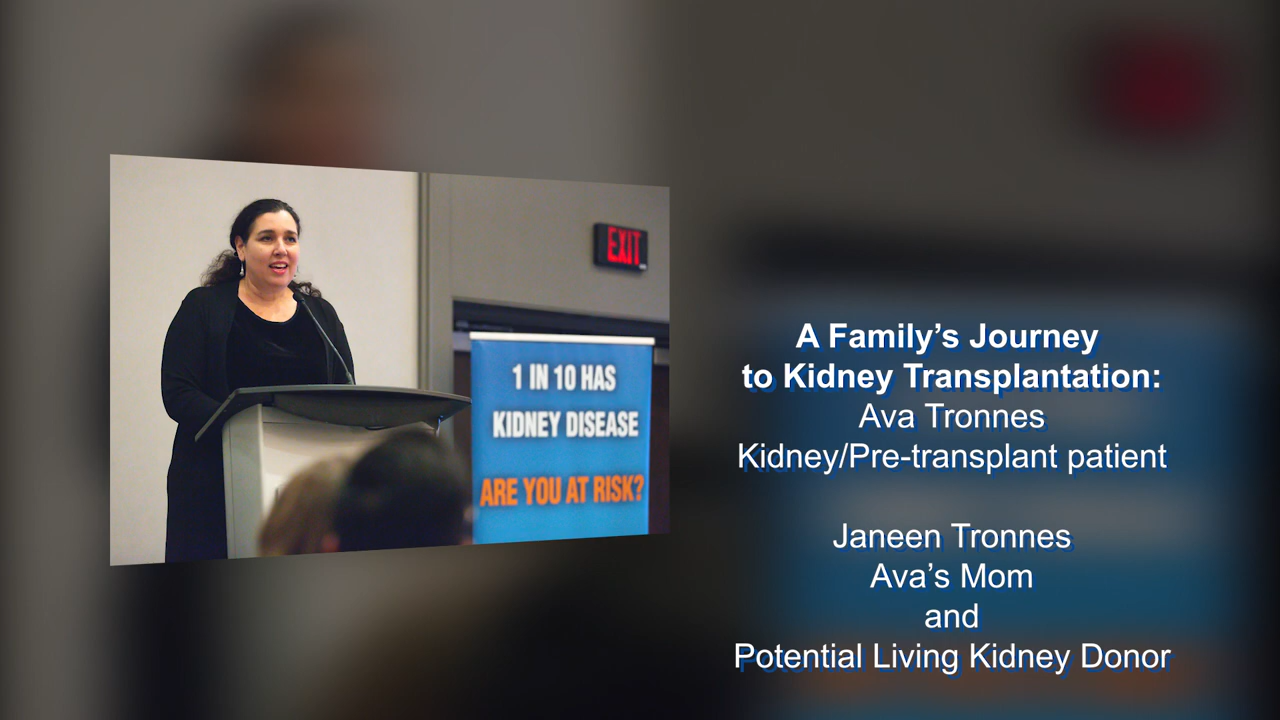 EXIT
1 IN 10 HAS
KIDNEY DISEASE
ARE YOU AT RISK?
A Family’s Journey
to Kidney Transplantation:
Ava Tronnes
Kidney/Pre-transplant patient
Janeen Tronnes
Ava’s Mom
and
Potential Living Kidney Donor